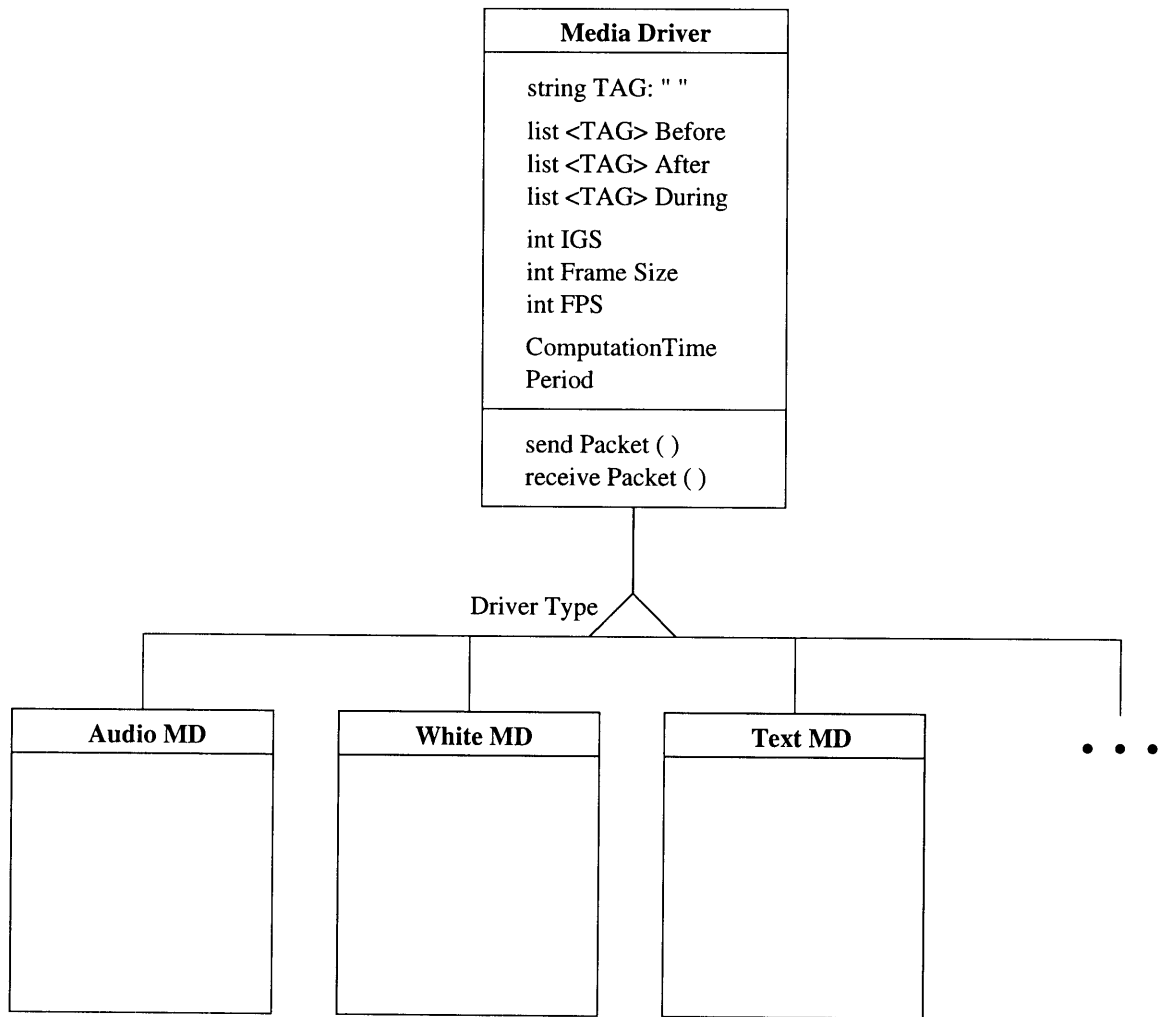 Media Driver
string TAG: " "
list <TAG> Before
list <TAG> After
list <TAG> During
int IGS
int Frame Size
int FPS
ComputationTime
Period
send Packet ( )
receive Packet ( )
Driver Type
Audio MD
White MD
Text MD
• • •